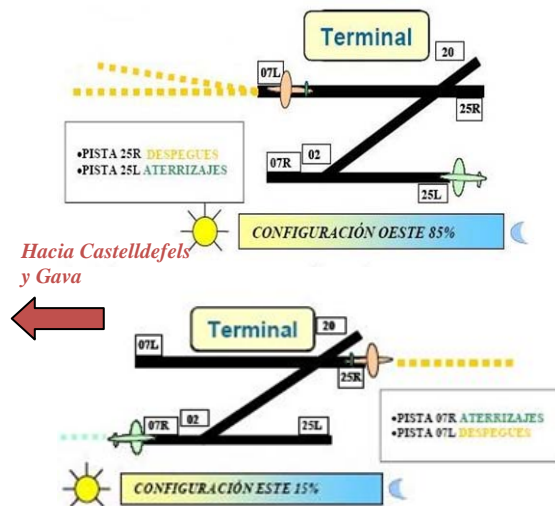 Terminal
20
07L
25R
•PISTA 25R DESPEGUES
•PISTA 25L ATERRIZAJES
07R
02
25L
CONFIGURACIÓN OESTE 85%
Hacia Castelldefels
y Gava
Terminal
20
07L
25R
07R
02
25L
•PISTA 07R ATERRIZAJES
•PISTA 07L DESPEGUES
CONFIGURACIÓN ESTE 15%